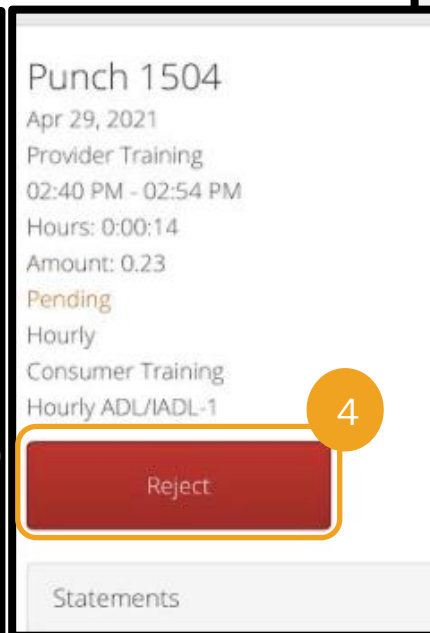 Punch 1504
Apr 29, 2021
Provider Training
02:40 PM - 02:54 PM
Hours: 0:00:14
Amount: 0.23
Pending
Hourly
Consumer Training
Hourly ADL/IADL-1
4
Reject
Statements